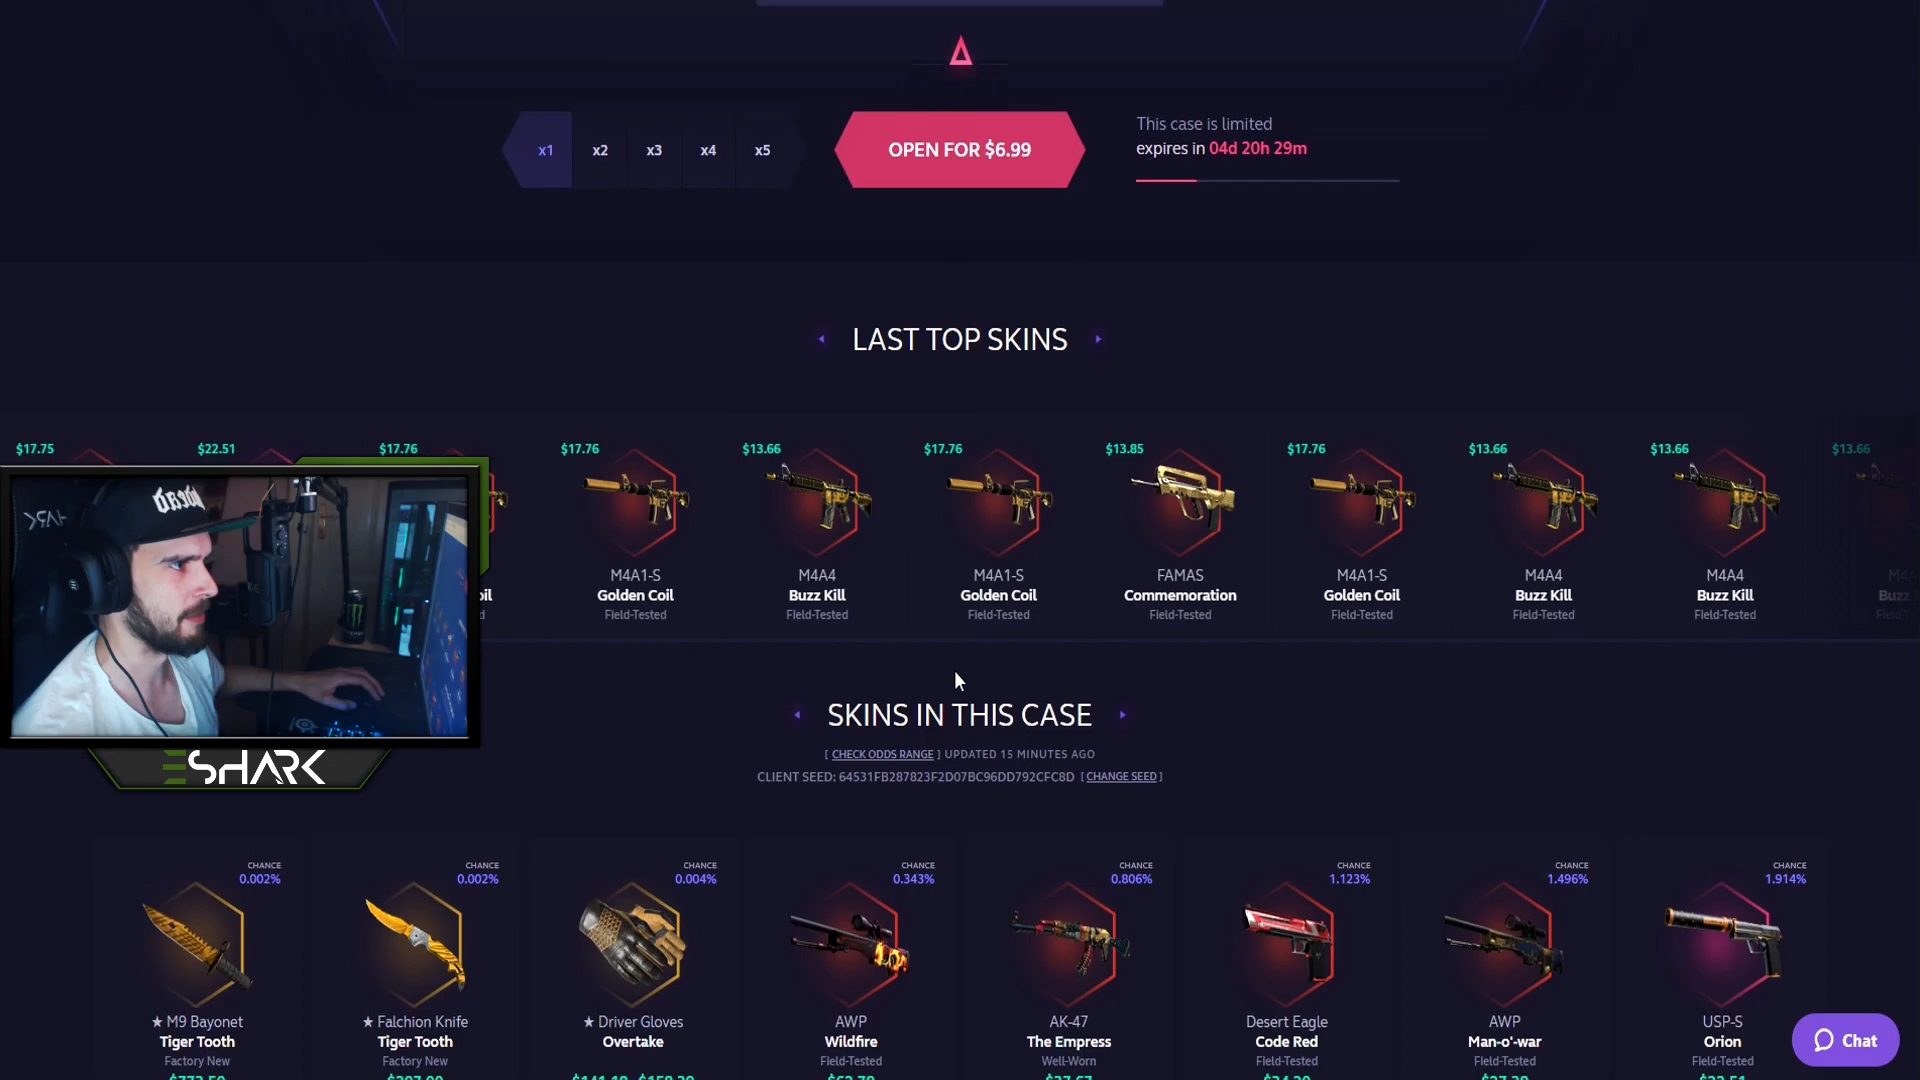 x1 x2 x3 x4 x5
OPEN FOR $6.99
This case is limited
expires in 04d 20h 29m
LAST TOP SKINS
$17.75 $22.51 $17.76 $17.76 $13.66 $17.76 $13.85 $17.76 $13.66 $13.66 $13.66
M4A1-S M4A4 M4A1-S FAMAS M4A1-S M4A4 M4A4 M4A
oil Golden Coil Buzz Kill Golden Coil Commemoration Golden Coil Buzz Kill Buzz Kill Buzz
d Field-Tested Field-Tested Field-Tested Field-Tested Field-Tested Field-Tested Field-Tested
SKINS IN THIS CASE
[ CHECK ODDS RANGE ] UPDATED 15 MINUTES AGO
CLIENT SEED: 64531FB287823F2D07BC96DD792CFC8D [ CHANGE SEED ]
SHARK
CHANCE CHANCE CHANCE CHANCE CHANCE CHANCE CHANCE CHANCE
0.002% 0.002% 0.004% 0.343% 0.806% 1.123% 1.496% 1.914%
★ M9 Bayonet ★ Falchion Knife ★ Driver Gloves AWP AK-47 Desert Eagle AWP USP-S
Tiger Tooth Tiger Tooth Overtake Wildfire The Empress Code Red Man-o'-war Orion
Factory New Factory New Field-Tested Well-Worn Field-Tested Field-Tested Field-Tested
Chat